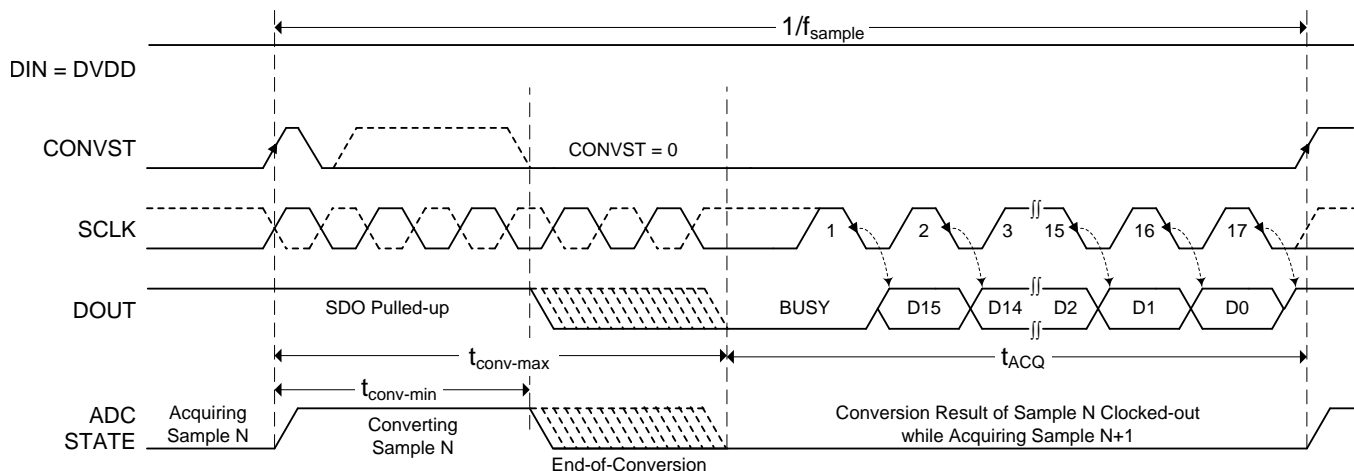 1/fsample
DIN = DVDD
CONVST
CONVST = 0
SCLK
1 2 3 ∫∫ 15 16 17
DOUT
SDO Pulled-up
BUSY
D15 D14 ∫∫ D2 D1 D0
∫∫
tconv-max
tACQ
tconv-min
ADC
STATE
Acquiring
Sample N
Converting
Sample N
End-of-Conversion
Conversion Result of Sample N Clocked-out
while Acquiring Sample N+1